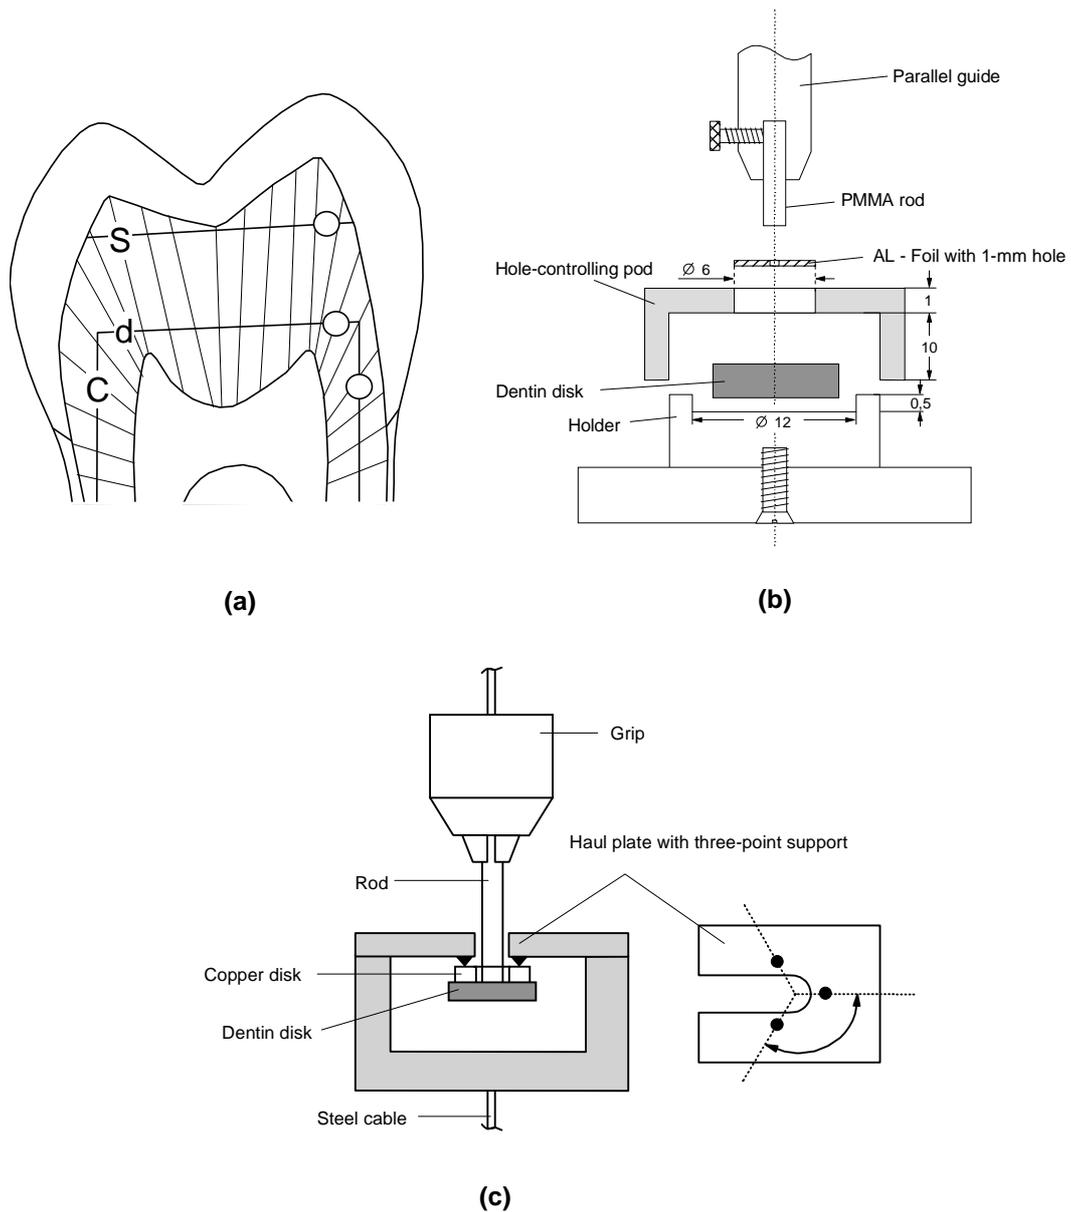 S
d
C
(a)
Parallel guide
PMMA rod
AL - Foil with 1-mm hole
Hole-controlling pod
Ø 6
1
10
Dentin disk
0,5
Holder
Ø 12
(b)
Grip
Haul plate with three-point support
Rod
Copper disk
Dentin disk
Steel cable
(c)